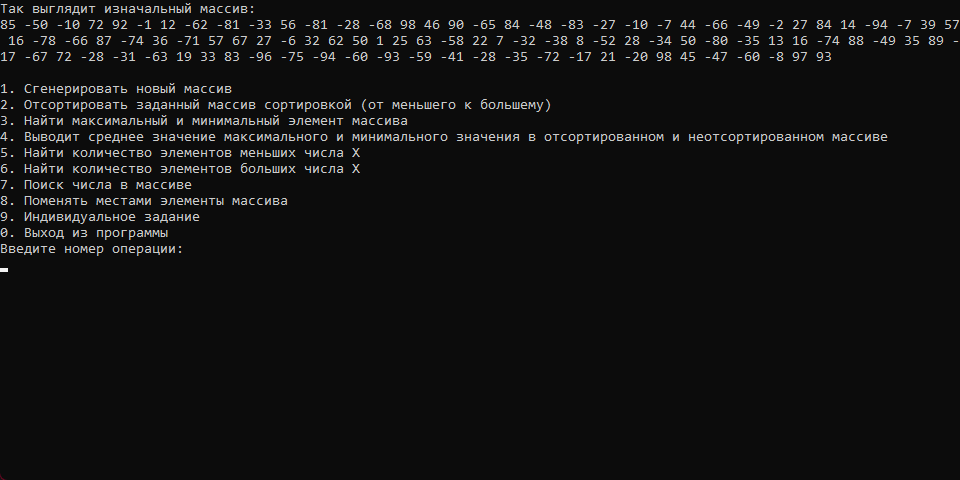 Так выглядит изначальный массив:
85 -50 -10 72 92 -1 12 -62 -81 -33 56 -81 -28 -68 98 46 90 -65 84 -48 -83 -27 -10 -7 44 -66 -49 -2 27 84 14 -94 -7 39 57
16 -78 -66 87 -74 36 -71 57 67 27 -6 32 62 50 1 25 63 -58 22 7 -32 -38 8 -52 28 -34 50 -80 -35 13 16 -74 88 -49 35 89 -
17 -67 72 -28 -31 -63 19 33 83 -96 -75 -94 -60 -93 -59 -41 -28 -35 -72 -17 21 -20 98 45 -47 -60 -8 97 93
1. Сгенерировать новый массив
2. Отсортировать заданный массив сортировкой (от меньшего к большему)
3. Найти максимальный и минимальный элемент массива
4. Выводит среднее значение максимального и минимального значения в отсортированном и неотсортированном массиве
5. Найти количество элементов меньших числа X
6. Найти количество элементов больших числа X
7. Поиск числа в массиве
8. Поменять местами элементы массива
9. Индивидуальное задание
0. Выход из программы
Введите номер операции: